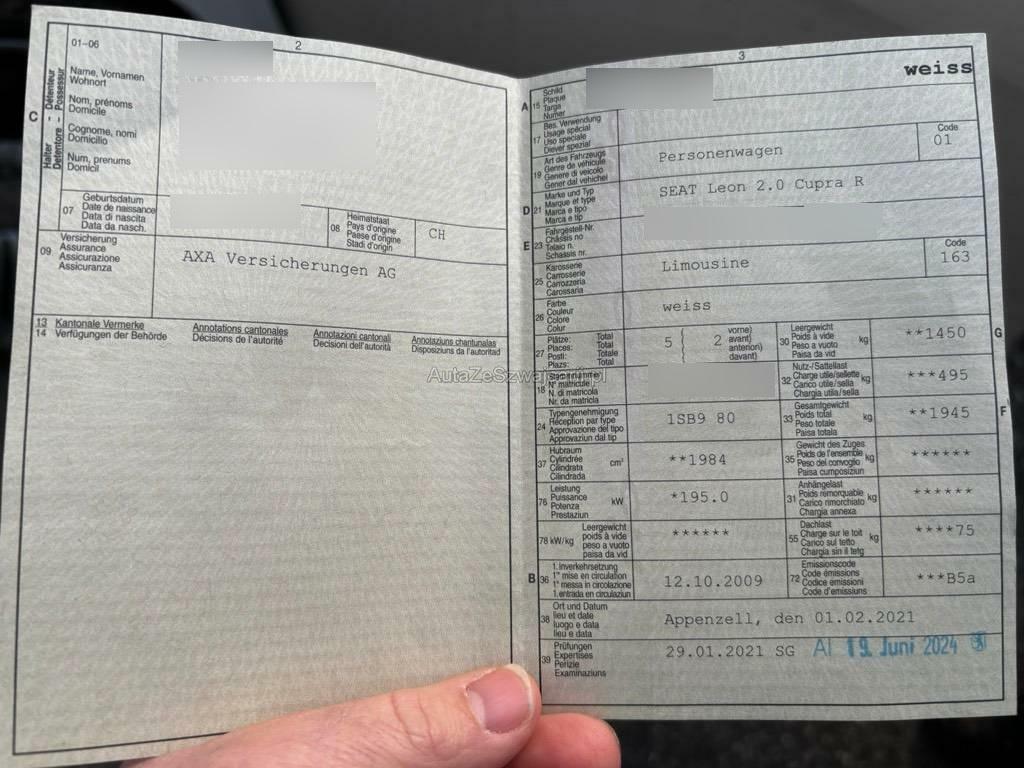 2
01-06
Name, Vornamen
Wohnort
Nom, prénoms
Domicile
Cognome, nomi
Domicilio
Num, prenums
Domicil
C
Halter - Détenteur
Detentore - Possessur
07
Geburtsdatum
Date de naissance
Data di nascita
Data da nasch.
08
Heimatstaat
Pays d'origine
Paese d'origine
Stadi d'origin
CH
09
Versicherung
Assurance
Assicurazione
Assicuranza
AXA Versicherungen AG
13 Kantonale Vermerke
14 Verfügungen der Behörde
Annotations cantonales
Décisions de l'autorité
Annotazioni cantonali
Decisioni dell'autorità
Annotaziuns chantunalas
Disposiziuns da l'autoritad
3
weiss
A 15
Schild
Plaque
Targa
Numer
17
Bes. Verwendung
Usage spécial
Uso speciale
Diever spezial
19
Art des Fahrzeugs
Genre de véhicule
Genere di veicolo
Gener dal vehichel
Personenwagen
Code
01
D 21
Marke und Typ
Marque et type
Marca e tipo
Marca e tip
SEAT Leon 2.0 Cupra R
E 23
Fahrgestell-Nr.
Châssis no
Telaio n.
Schassis nr.
25
Karosserie
Carrosserie
Carrozzeria
Carossaria
Limousine
Code
163
26
Farbe
Couleur
Colore
Colur
weiss
27
Plätze: Total
Places: Total
Posti: Totale
Plazs: Total
5 { 2
vorne)
avant)
anteriori)
davant)
30
Leergewicht
Poids à vide
Peso a vuoto
Paisa da vid
kg
**1450
G
18
Stammnummer
N° matricule
N. di matricola
Nr. da matricla
32
Nutz-/Sattellast
Charge utile/sellette
Carico utile/sella
Chargia utila/sella
kg
***495
24
Typengenehmigung
Réception par type
Approvazione del tipo
Approvaziun dal tip
1SB9 80
33
Gesamtgewicht
Poids total
Peso totale
Paisa totala
kg
**1945
F
37
Hubraum
Cylindrée
Cilindrata
Cilindrada
cm³
**1984
35
Gewicht des Zuges
Poids de l'ensemble
Peso del convoglio
Paisa cumposiziun
kg
******
76
Leistung
Puissance
Potenza
Prestaziun
kW
*195.0
31
Anhängelast
Poids remorquable
Carico rimorchiato
Chargia annexa
kg
******
78 kW/kg
Leergewicht
poids à vide
peso a vuoto
paisa da vid
******
55
Dachlast
Charge sur le toit
Carico sul tetto
Chargia sin il tetg
kg
****75
B 36
1. Inverkehrsetzung
1re mise en circulation
1a messa in circolazione
1. entrada en circulaziun
12.10.2009
72
Emissionscode
Code émissions
Codice emissioni
Code d'emissiuns
***B5a
38
Ort und Datum
lieu et date
luogo e data
lieu e data
Appenzell, den 01.02.2021
39
Prüfungen
Expertises
Perizie
Examinaziuns
29.01.2021 SG AI 19. Juni 2024